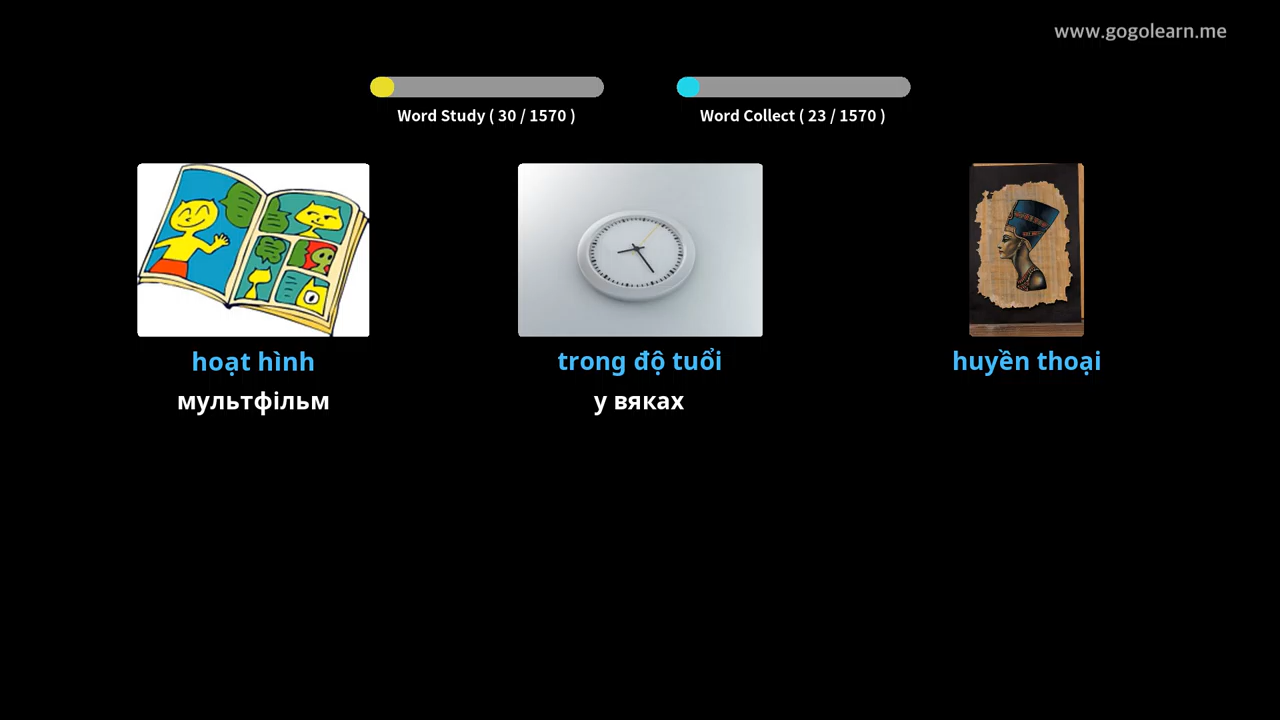 www.gogolearn.me
Word Study ( 30 / 1570 )
Word Collect ( 23 / 1570 )
hoạt hình
мультфільм
trong độ tuổi
у вяках
huyền thoại